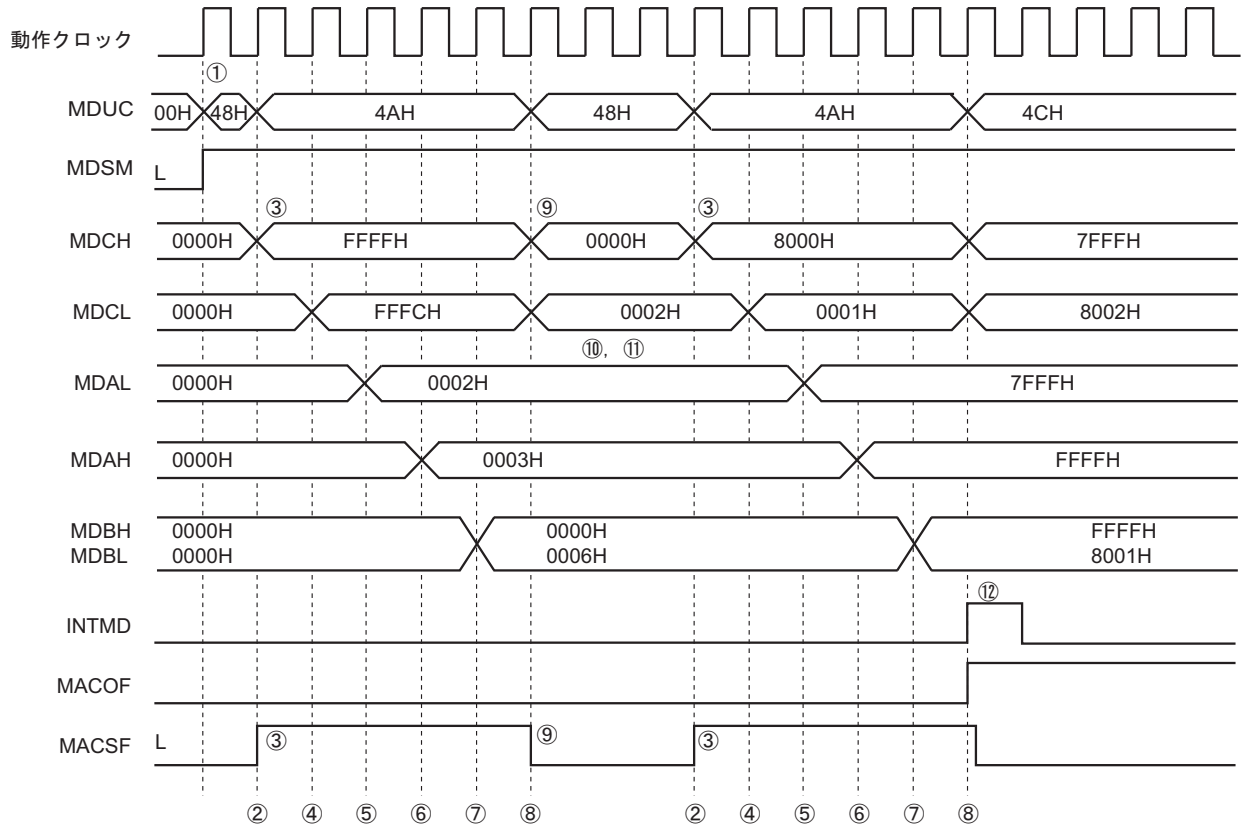 動作クロック
①
MDUC 00H 48H 4AH 48H 4AH 4CH
MDSM L
③ ⑨ ③
MDCH 0000H FFFFH 0000H 8000H 7FFFH
MDCL 0000H FFFCH 0002H 0001H 8002H
⑩, ⑪
MDAL 0000H 0002H 7FFFH
MDAH 0000H 0003H FFFFH
MDBH 0000H 0000H FFFFH
MDBL 0000H 0006H 8001H
⑫
INTMD
MACOF
MACSF L ③ ⑨ ③
② ④ ⑤ ⑥ ⑦ ⑧ ② ④ ⑤ ⑥ ⑦ ⑧